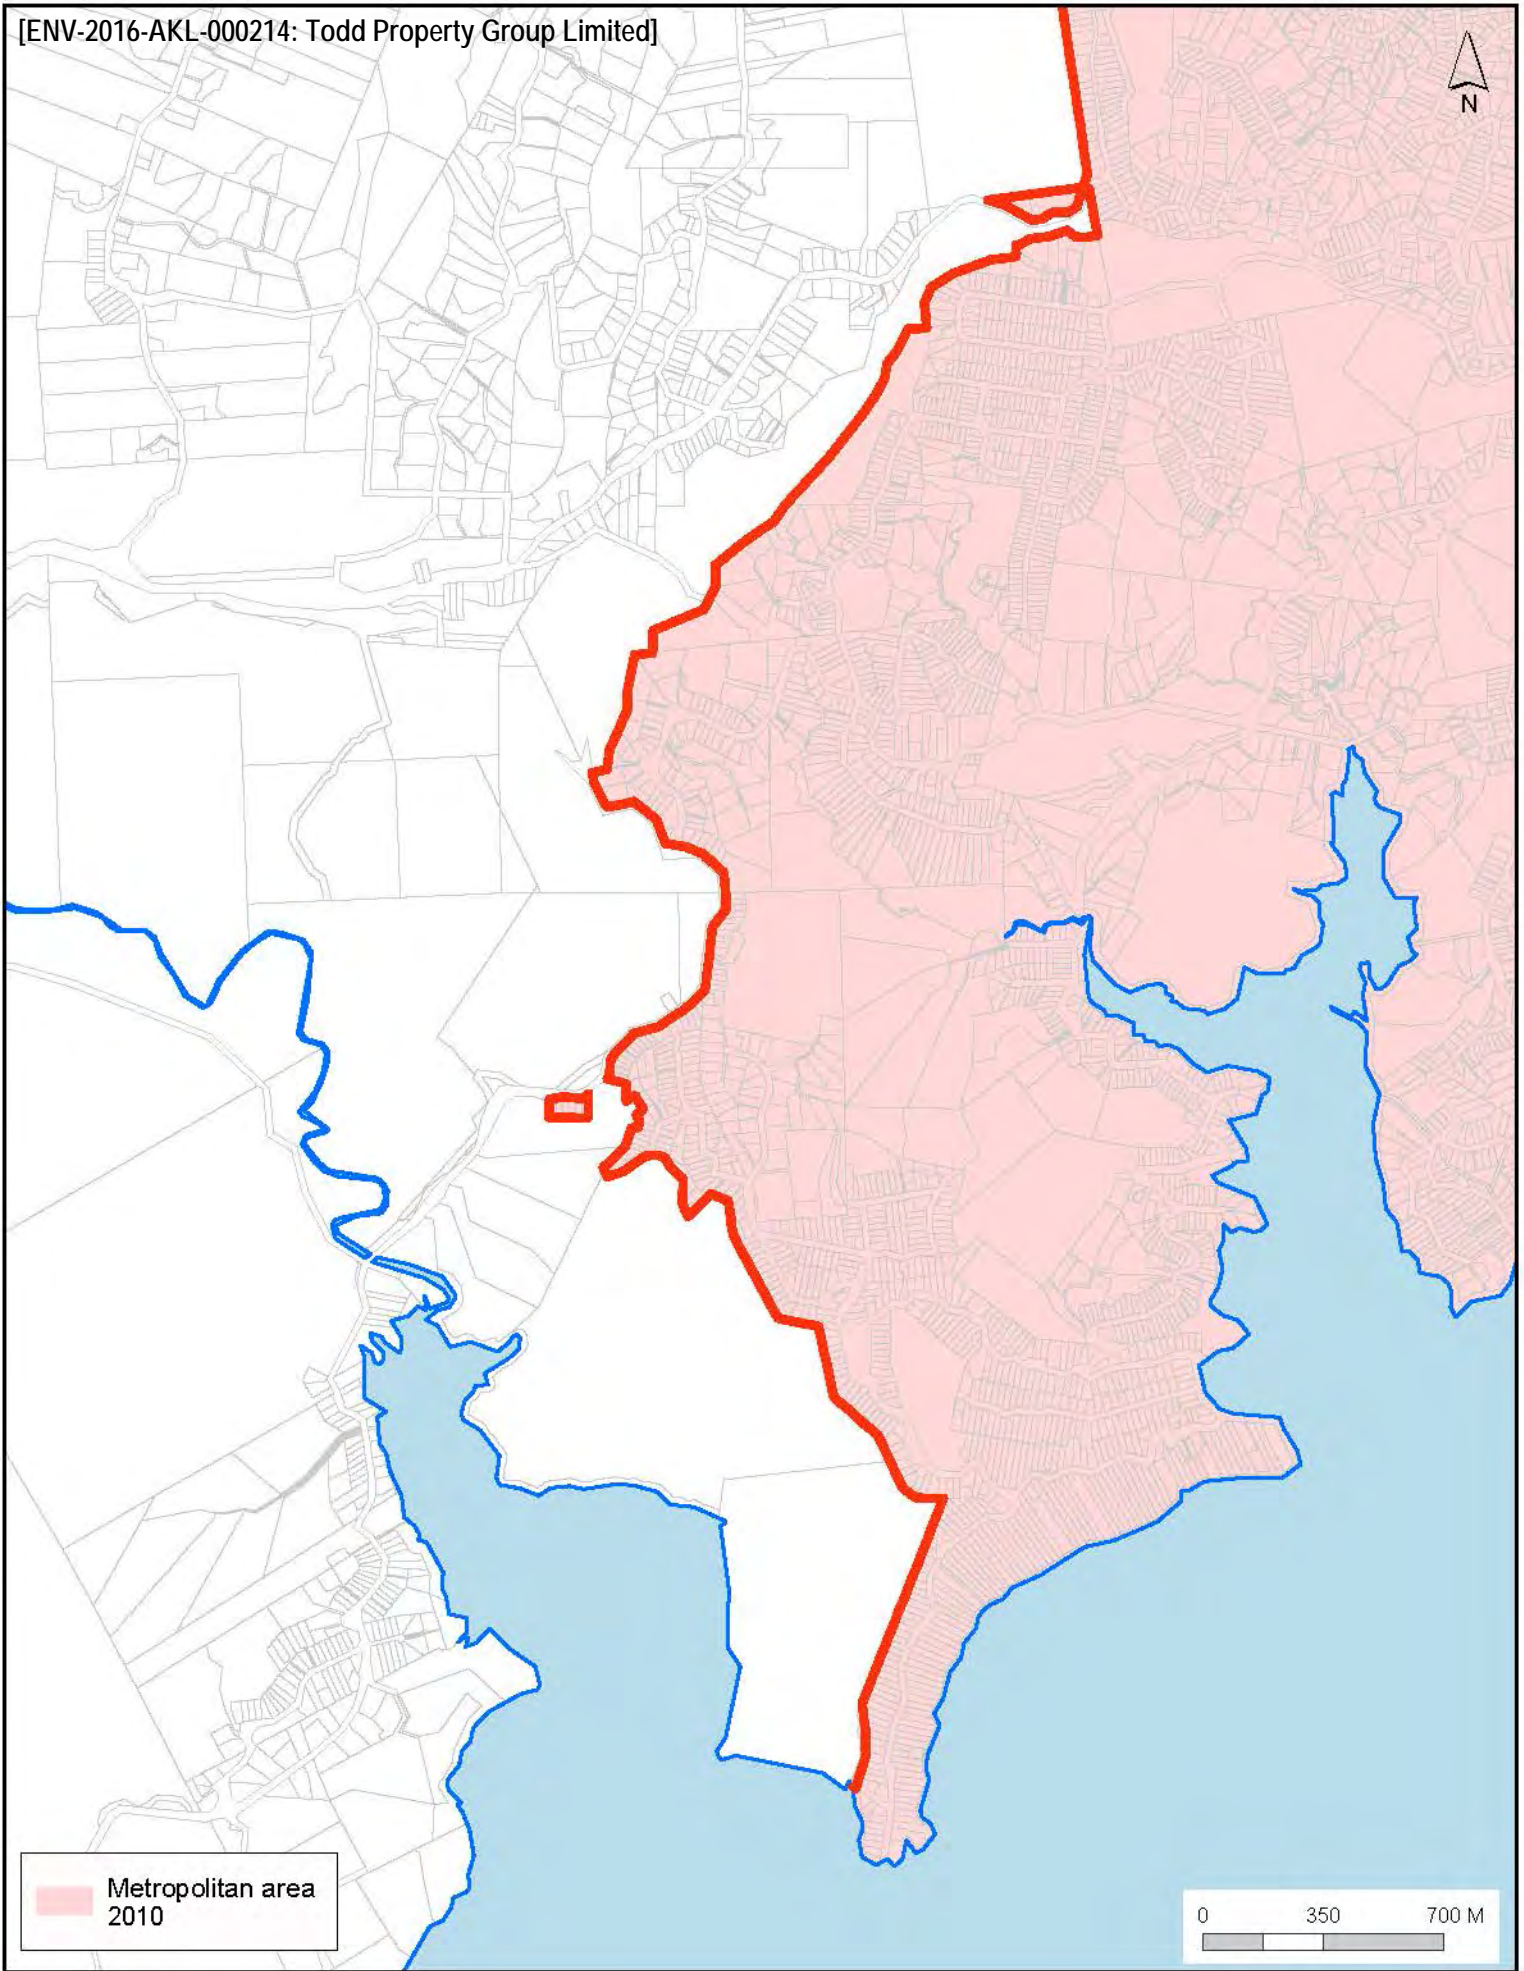 [ENV-2016-AKL-000214: Todd Property Group Limited]
N
Metropolitan area
2010
0 350 700 M